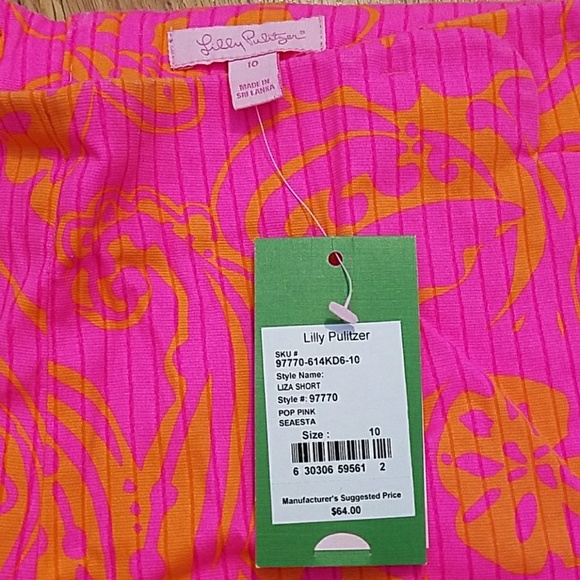 Lilly Pulitzer™
10
MADE IN
SRI LANKA
Lilly Pulitzer
SKU #
97770-614KD6-10
Style Name:
LIZA SHORT
Style #: 97770
POP PINK
SEAESTA
Size : 10
6 30306 59561 2
Manufacturer's Suggested Price
$64.00